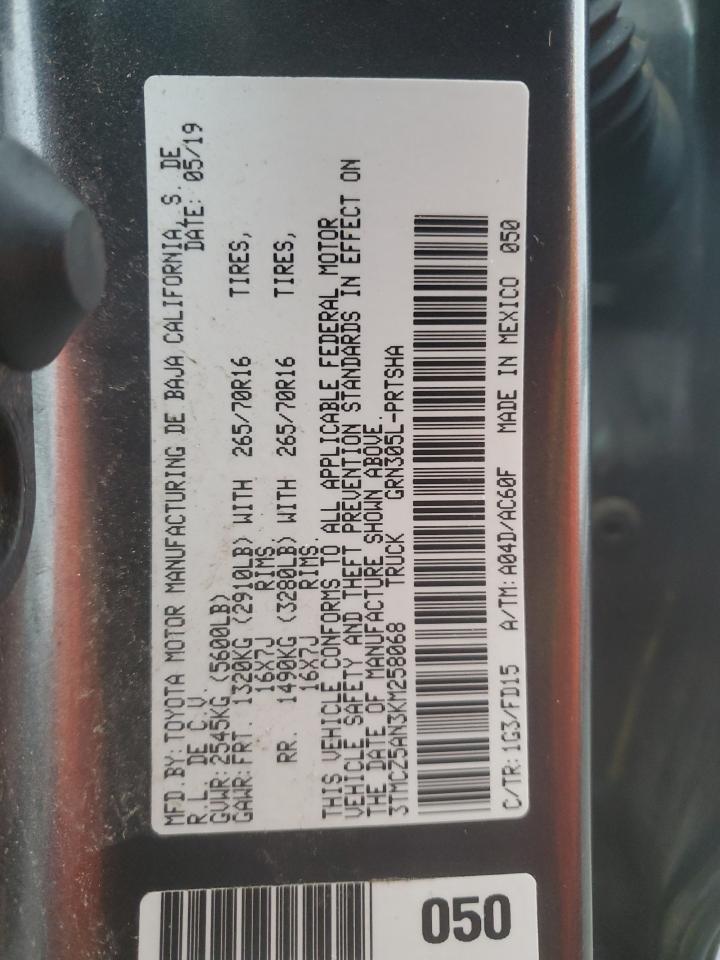 MFD.BY:TOYOTA MOTOR MANUFACTURING DE BAJA CALIFORNIA, S. DE
R.L. DE C.V. DATE: 05/19
GVWR:2545KG (5600LB)
GAWR:FRT. 1320KG (2910LB) WITH 265/70R16 TIRES,
16X7J RIMS.
RR. 1490KG (3280LB) WITH 265/70R16 TIRES,
16X7J RIMS.
THIS VEHICLE CONFORMS TO ALL APPLICABLE FEDERAL MOTOR
VEHICLE SAFETY AND THEFT PREVENTION STANDARDS IN EFFECT ON
THE DATE OF MANUFACTURE SHOWN ABOVE.
3TMCZ5AN3KM258068 TRUCK GRN305L-PRTSHA
C/TR:1G3/FD15 A/TM:A04D/AC60F MADE IN MEXICO 050
050